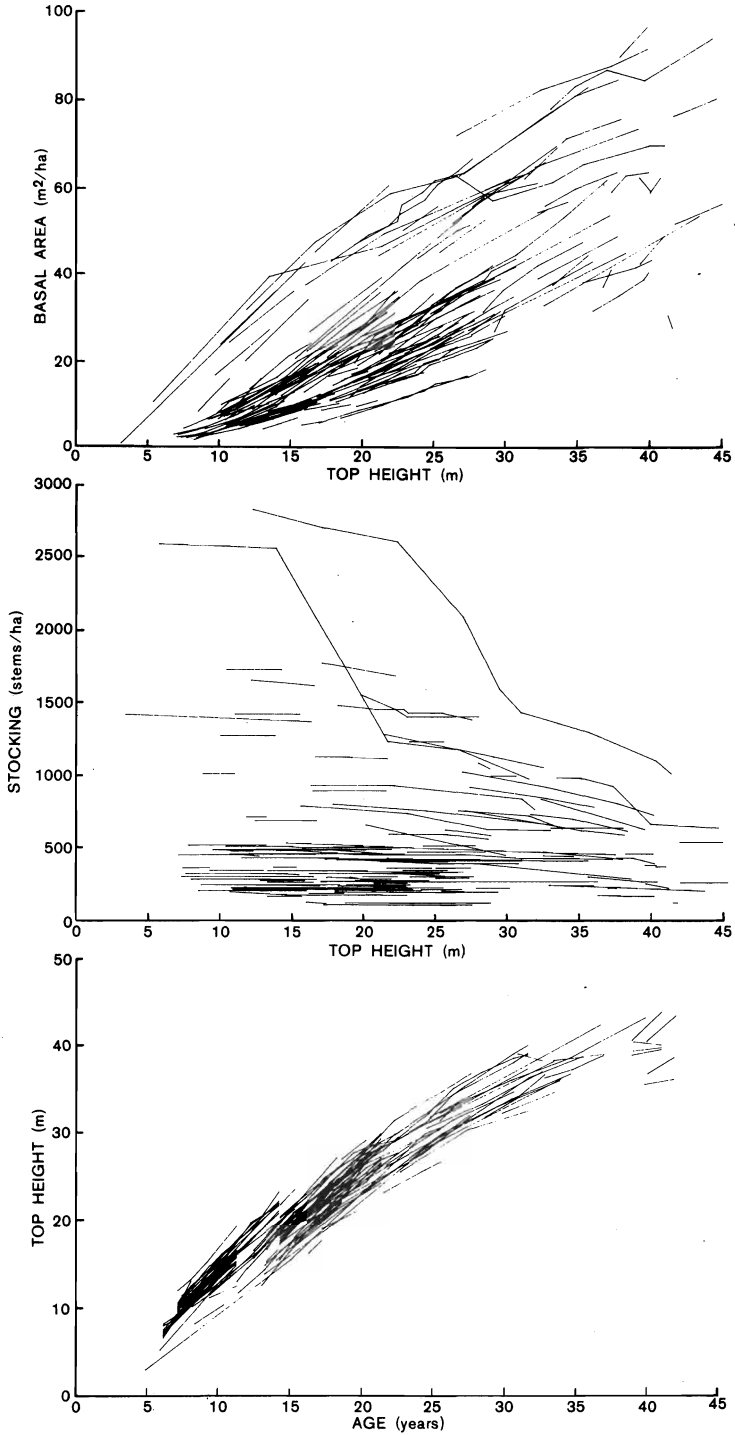 100
80
60
40
20
0
BASAL AREA (m²/ha)
0 5 10 15 20 25 30 35 40 45
TOP HEIGHT (m)
3000
2500
2000
1500
1000
500
0
STOCKING (stems/ha)
0 5 10 15 20 25 30 35 40 45
TOP HEIGHT (m)
50
40
30
20
10
0
TOP HEIGHT (m)
0 5 10 15 20 25 30 35 40 45
AGE (years)